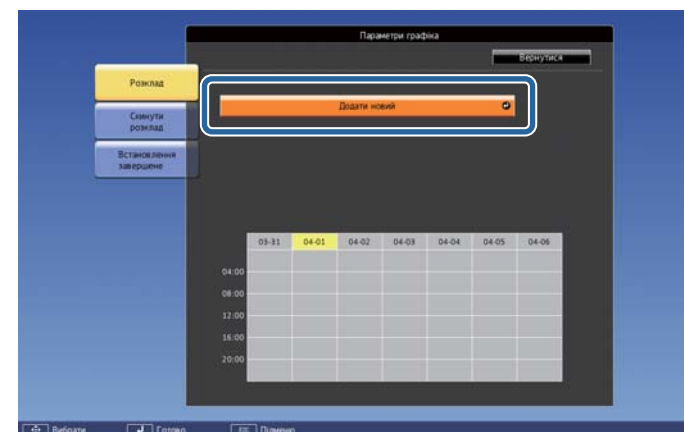 Параметри графіка
Вернутися
Розклад
Додати новий
Скинути
розклад
Встановлення
завершене
03-31 04-01 04-02 04-03 04-04 04-05 04-06
04:00
08:00
12:00
16:00
20:00
Вибрати Готово Підменю